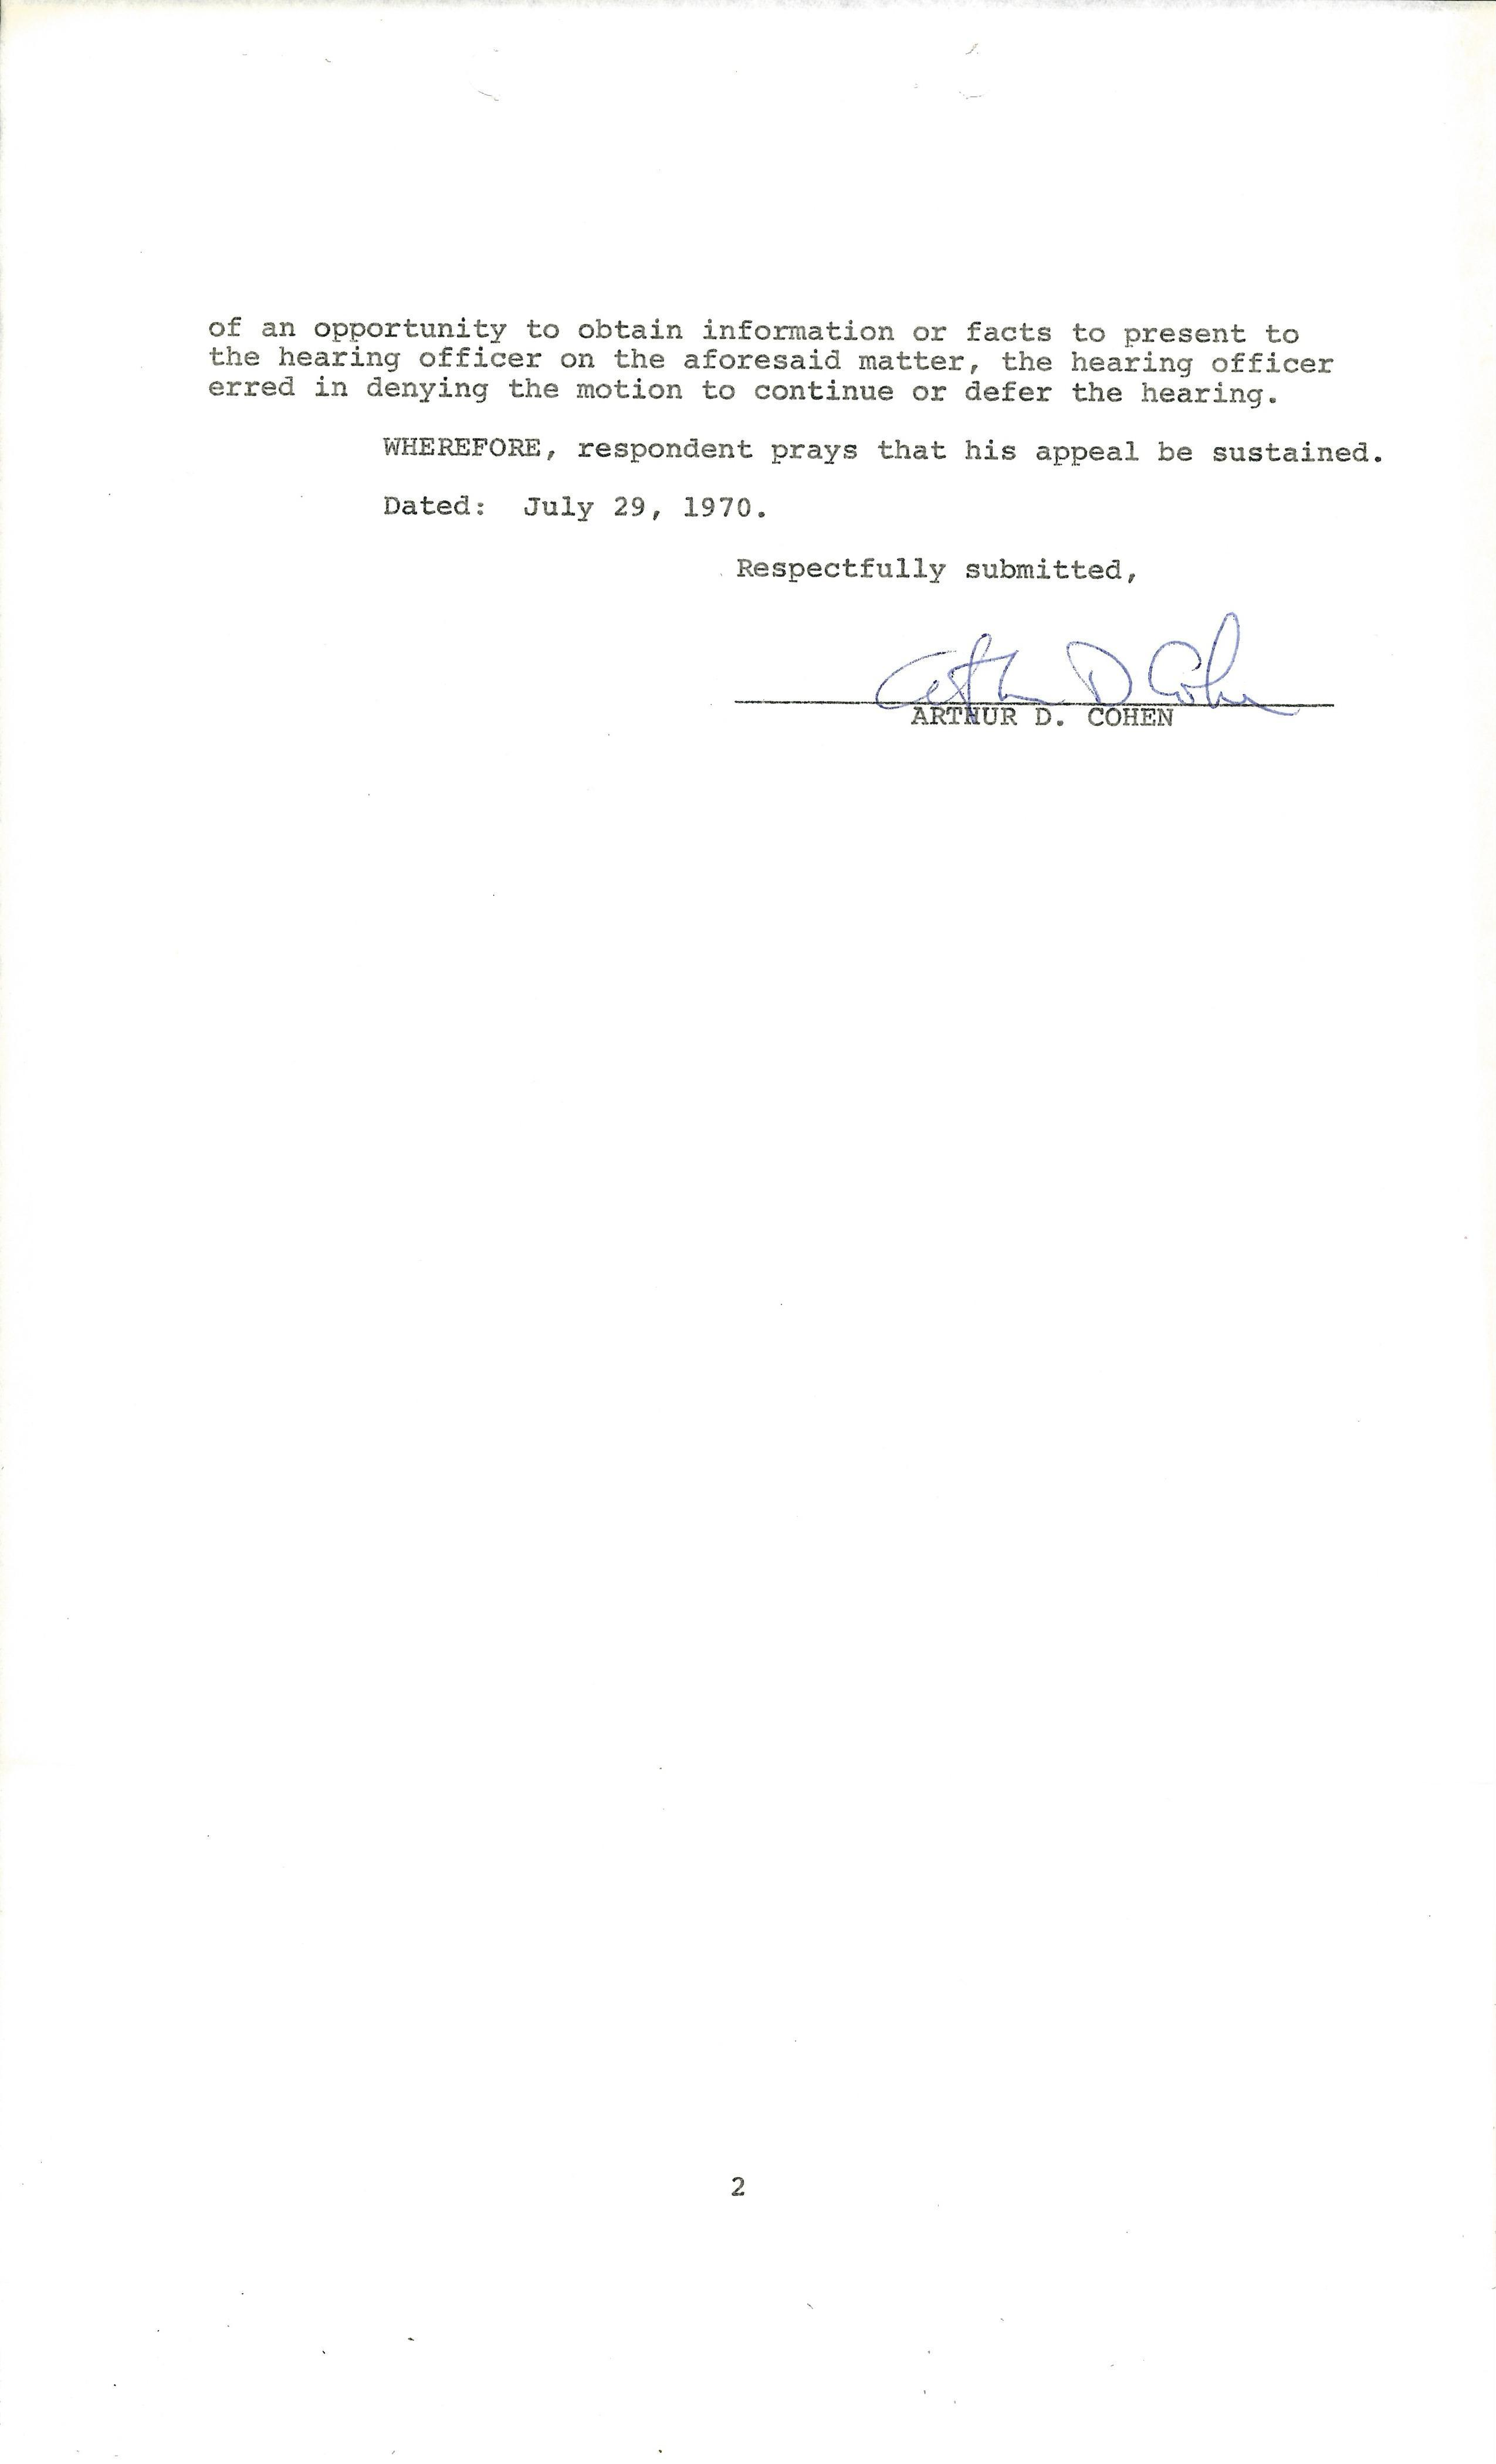 of an opportunity to obtain information or facts to present to
the hearing officer on the aforesaid matter, the hearing officer
erred in denying the motion to continue or defer the hearing.
WHEREFORE, respondent prays that his appeal be sustained.
Dated: July 29, 1970.
Respectfully submitted,
Arthur D Cohen
ARTHUR D. COHEN
2